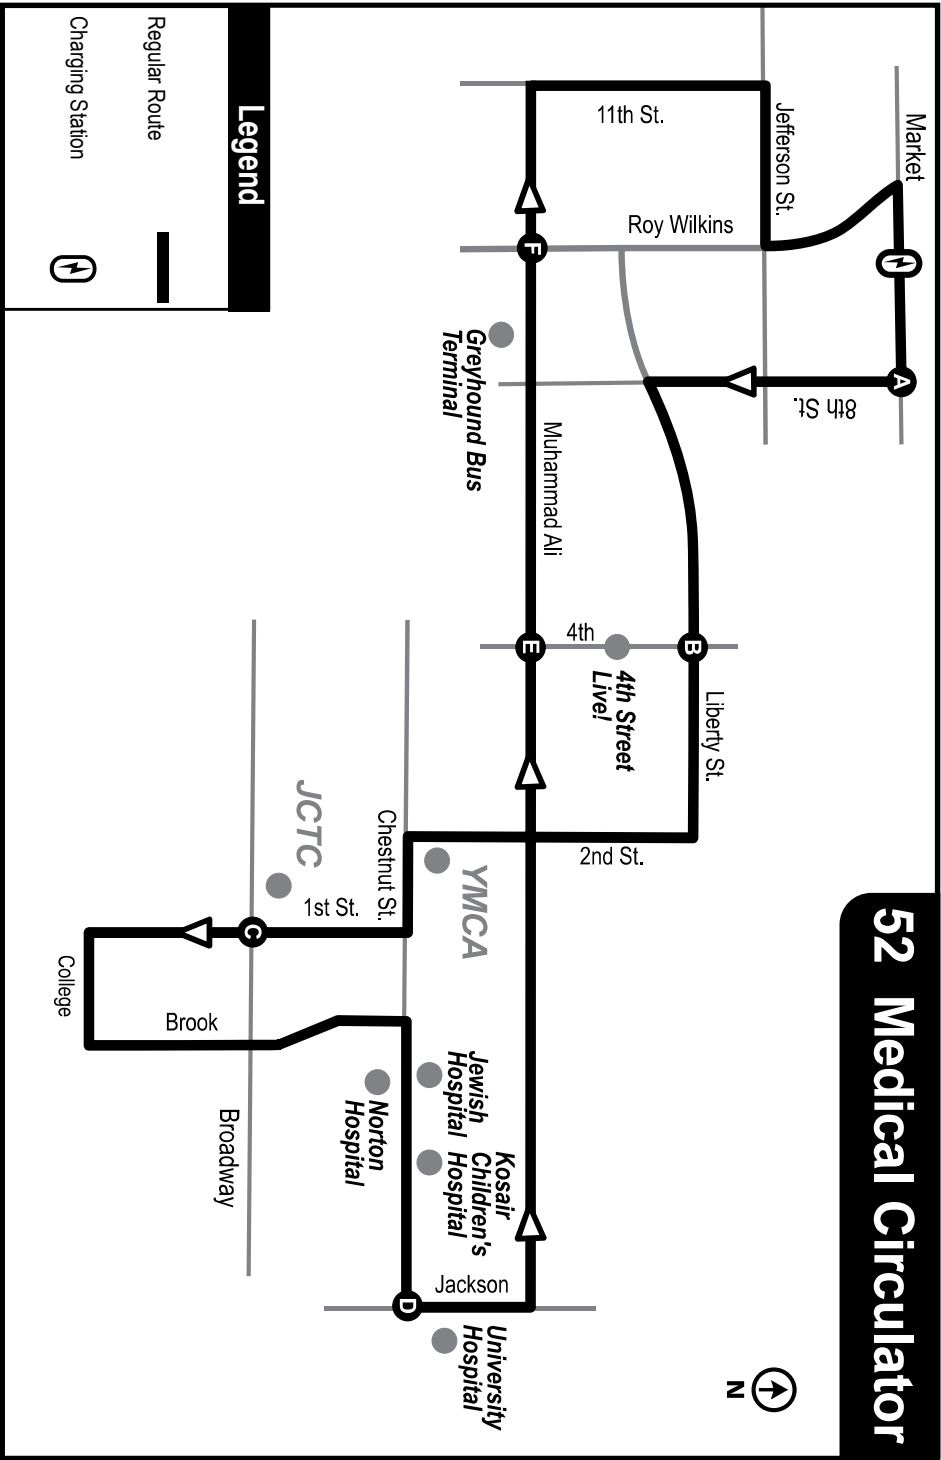 52 Medical Circulator
N
Market
A
8th St.
Jefferson St.
11th St.
Roy Wilkins
F
Greyhound Bus
Terminal
Muhammad Ali
Liberty St.
B
4th
4th Street
Live!
E
2nd St.
YMCA
Chestnut St.
JCTC
1st St.
C
College
Brook
Broadway
Jewish
Hospital
Kosair
Children's
Hospital
Norton
Hospital
Jackson
D
University
Hospital
Legend
Regular Route
Charging Station